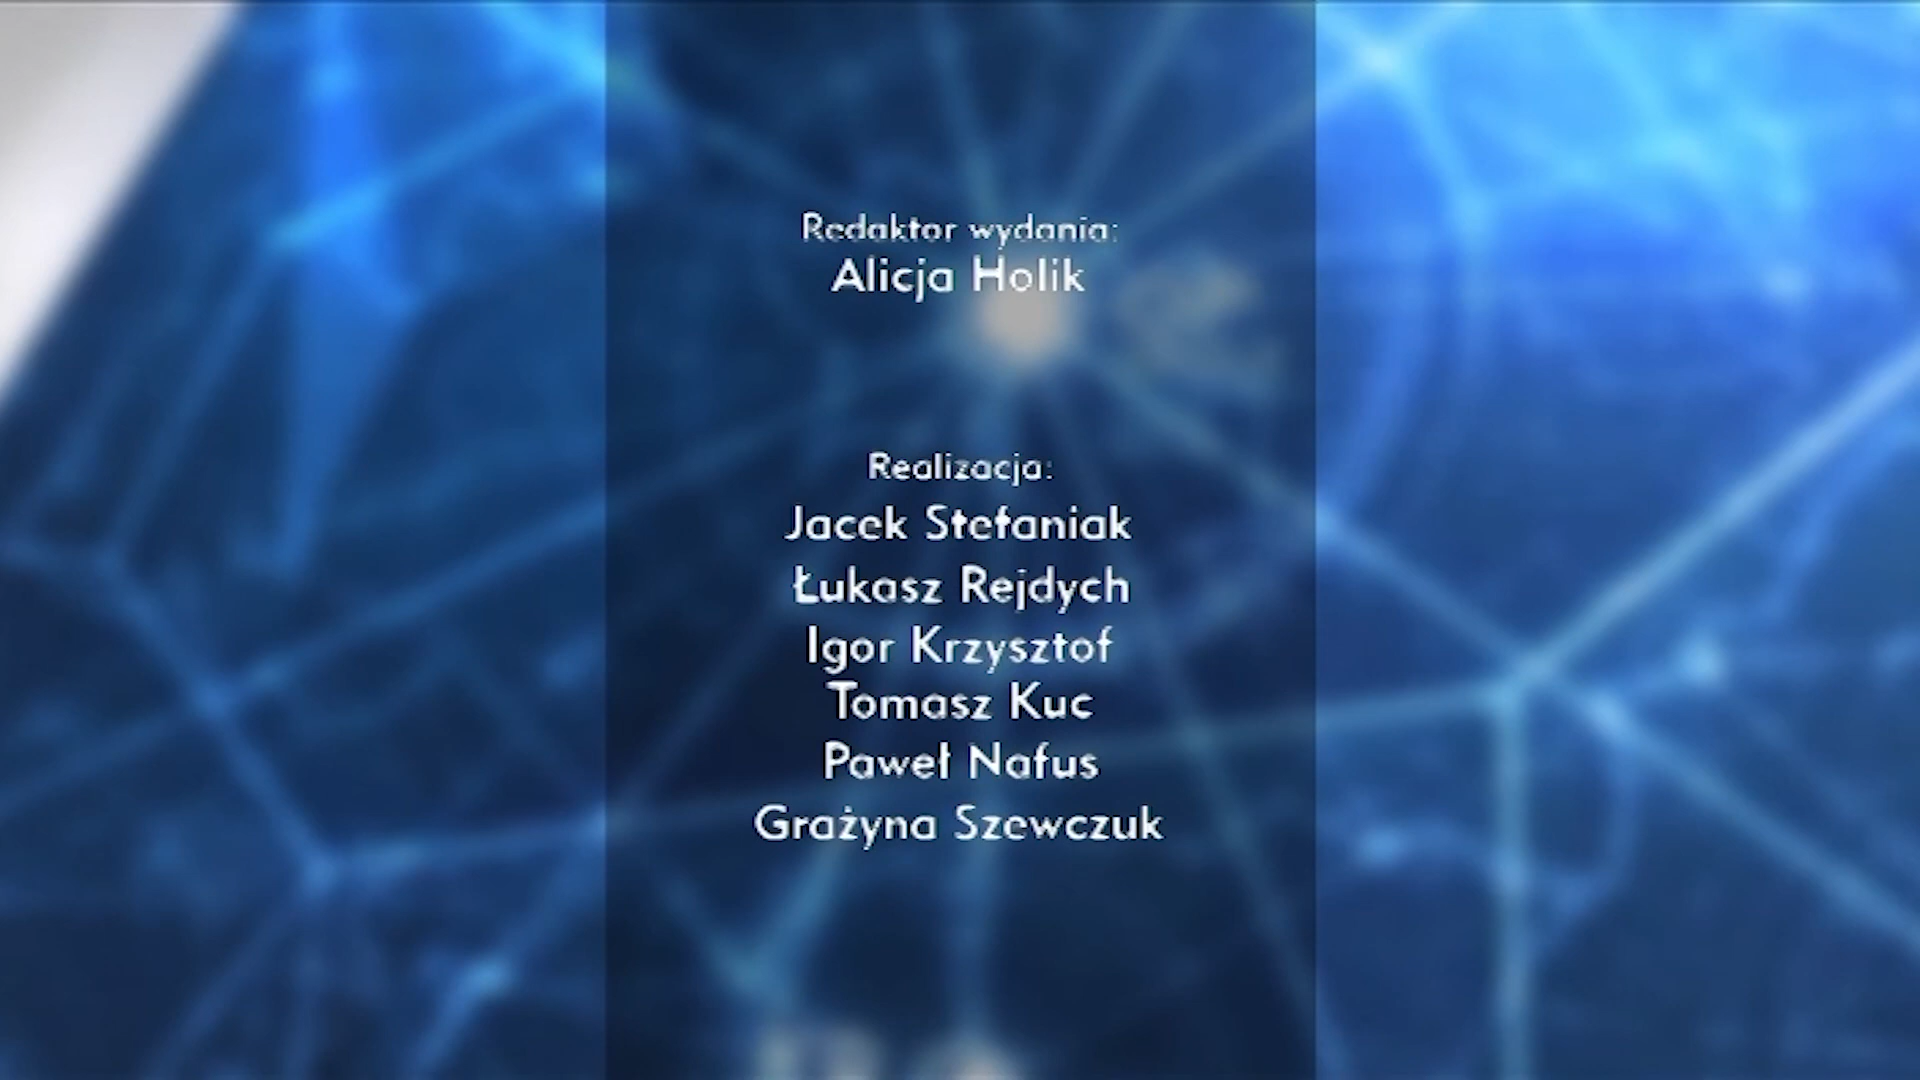 Redaktor wydania:
Alicja Holik
Realizacja:
Jacek Stefaniak
Łukasz Rejdych
Igor Krzysztof
Tomasz Kuc
Paweł Nafus
Grażyna Szewczuk